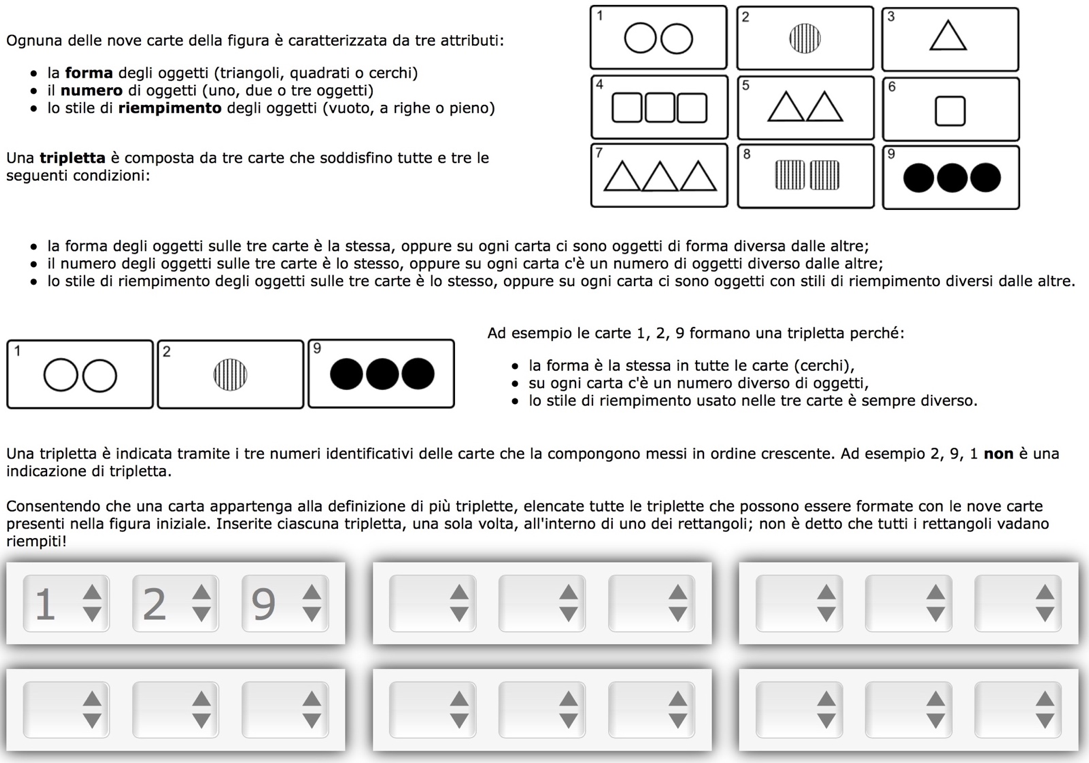 Ognuna delle nove carte della figura è caratterizzata da tre attributi:
• la forma degli oggetti (triangoli, quadrati o cerchi)
• il numero di oggetti (uno, due o tre oggetti)
• lo stile di riempimento degli oggetti (vuoto, a righe o pieno)
1 2 3
4 5 6
7 8 9
Una tripletta è composta da tre carte che soddisfino tutte e tre le
seguenti condizioni:
• la forma degli oggetti sulle tre carte è la stessa, oppure su ogni carta ci sono oggetti di forma diversa dalle altre;
• il numero degli oggetti sulle tre carte è lo stesso, oppure su ogni carta c'è un numero di oggetti diverso dalle altre;
• lo stile di riempimento degli oggetti sulle tre carte è lo stesso, oppure su ogni carta ci sono oggetti con stili di riempimento diversi dalle altre.
1 2 9
Ad esempio le carte 1, 2, 9 formano una tripletta perché:
• la forma è la stessa in tutte le carte (cerchi),
• su ogni carta c'è un numero diverso di oggetti,
• lo stile di riempimento usato nelle tre carte è sempre diverso.
Una tripletta è indicata tramite i tre numeri identificativi delle carte che la compongono messi in ordine crescente. Ad esempio 2, 9, 1 non è una
indicazione di tripletta.
Consentendo che una carta appartenga alla definizione di più triplette, elencate tutte le triplette che possono essere formate con le nove carte
presenti nella figura iniziale. Inserite ciascuna tripletta, una sola volta, all'interno di uno dei rettangoli; non è detto che tutti i rettangoli vadano
riempiti!
1 2 9